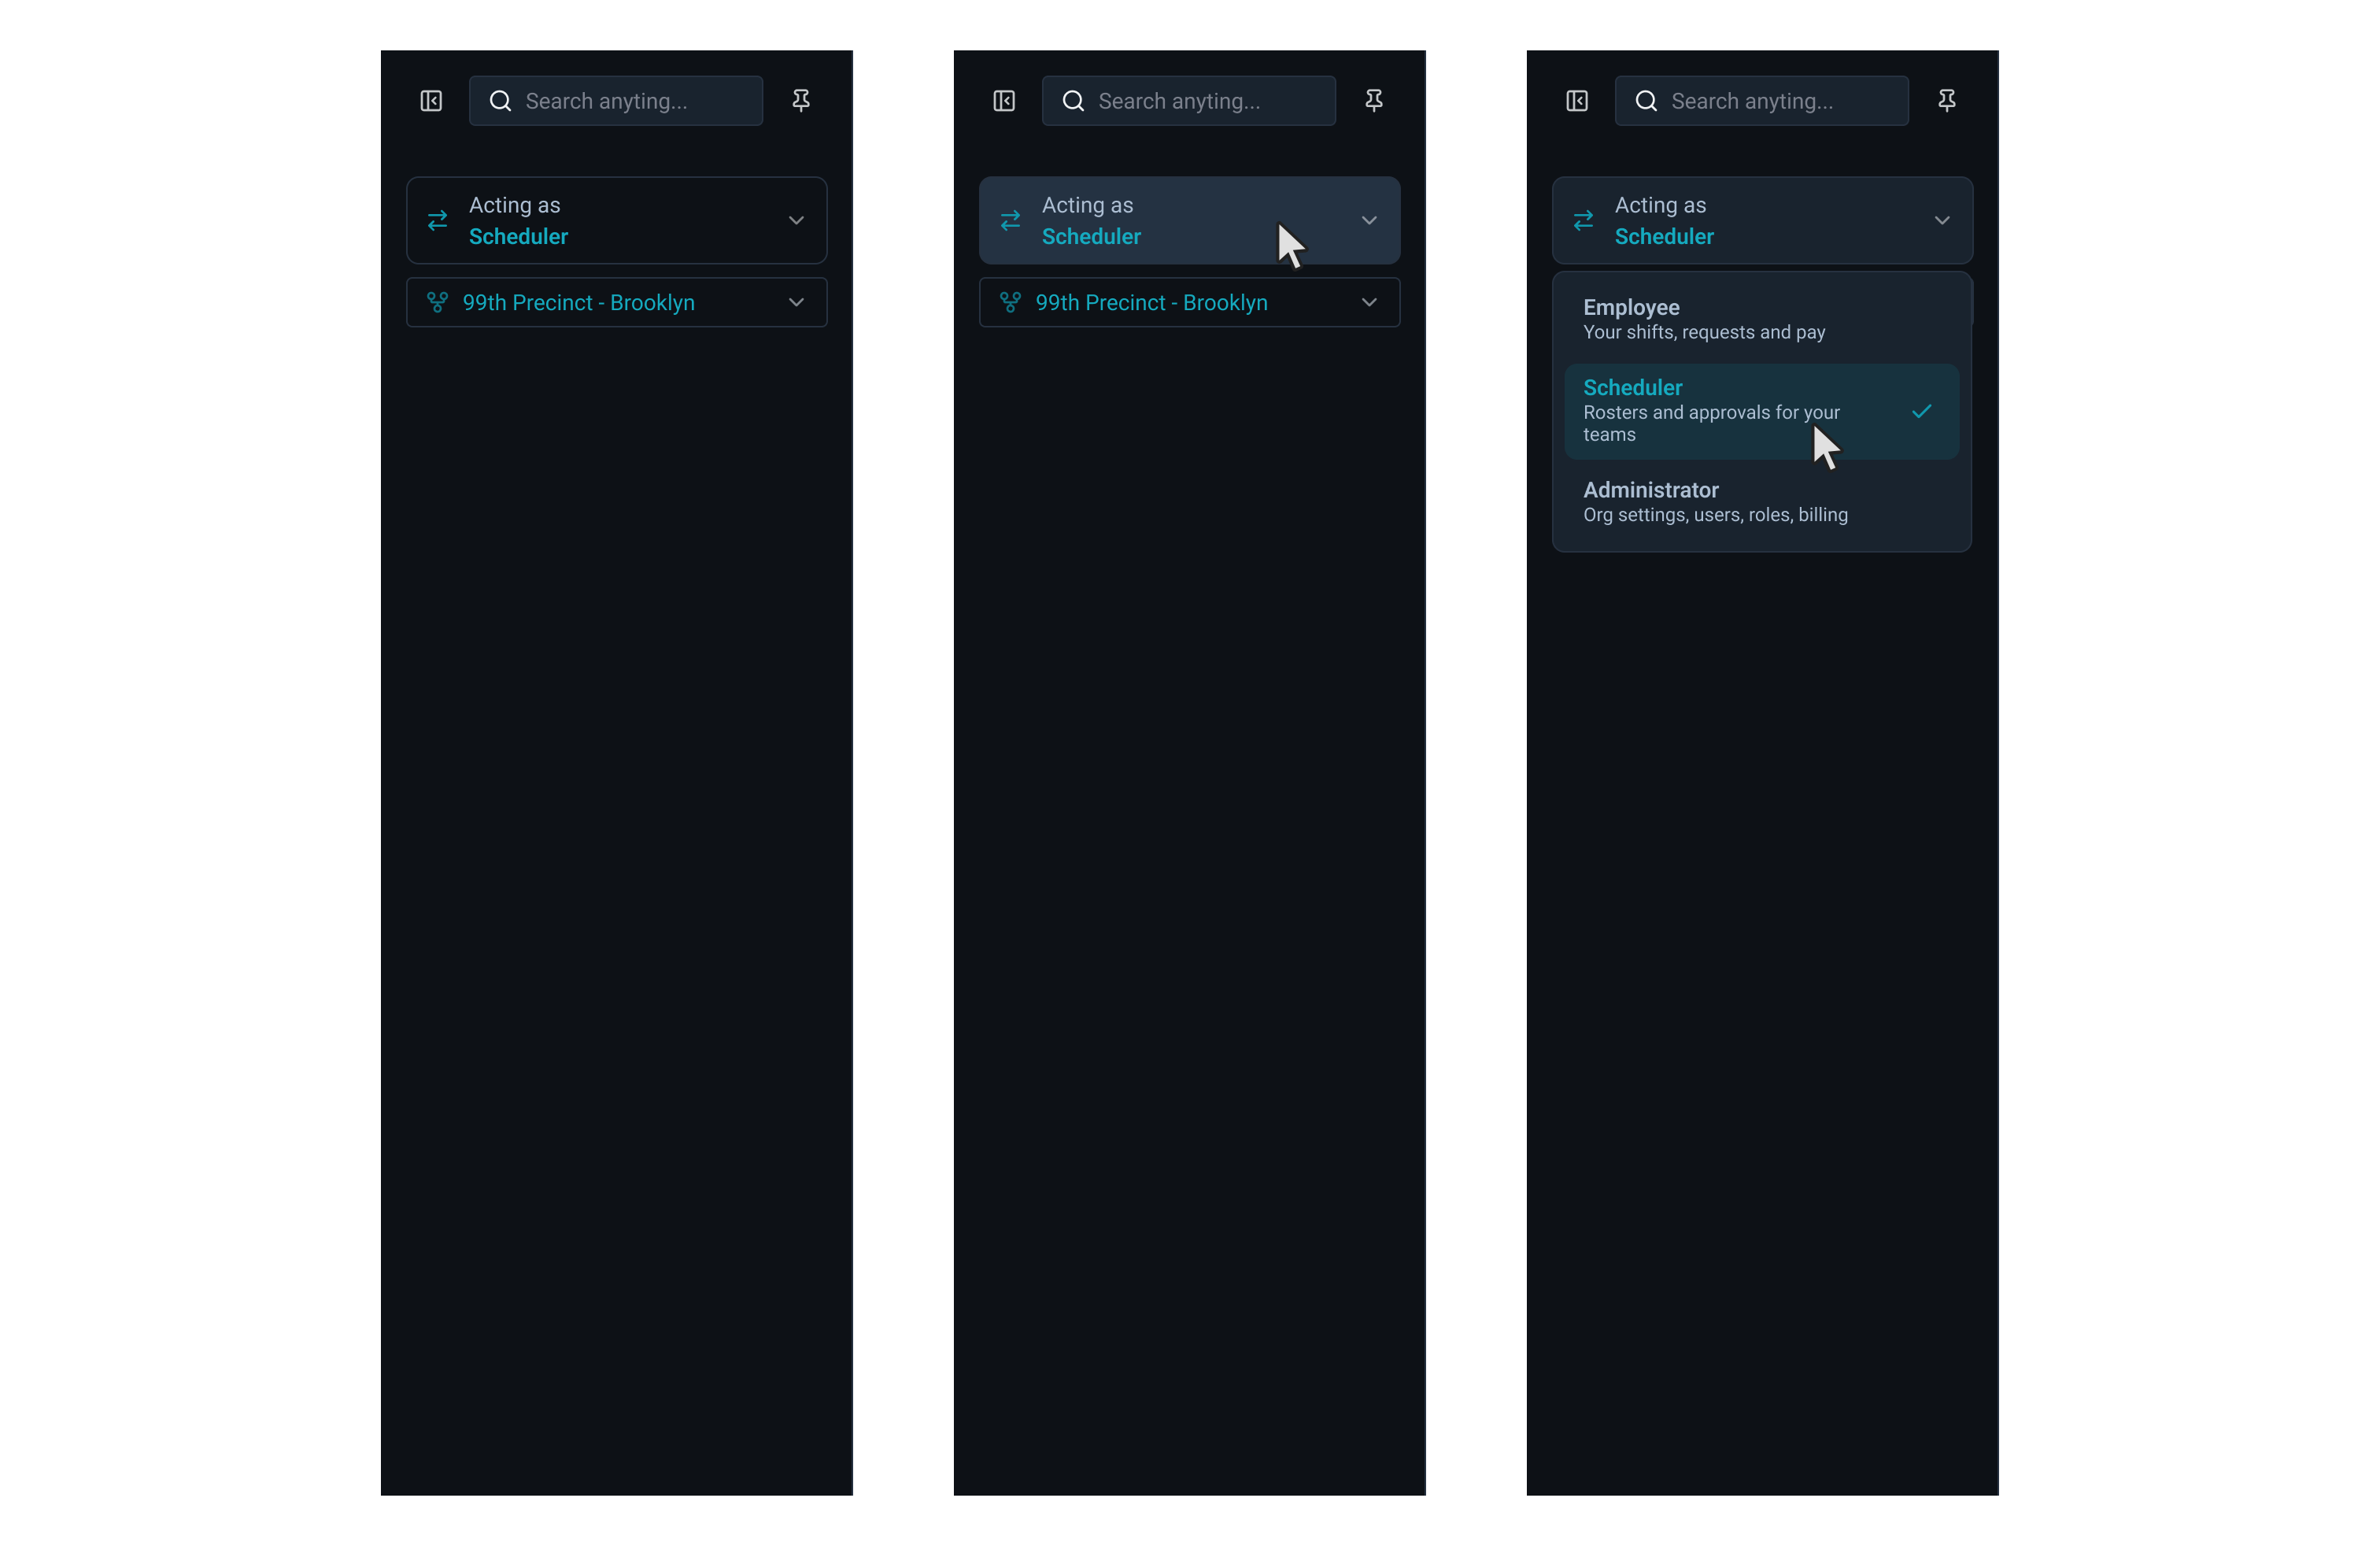 Search anyting...
Acting as
Scheduler
99th Precinct - Brooklyn
Search anyting...
Acting as
Scheduler
99th Precinct - Brooklyn
Search anyting...
Acting as
Scheduler
Employee
Your shifts, requests and pay
Scheduler
Rosters and approvals for your
teams
Administrator
Org settings, users, roles, billing